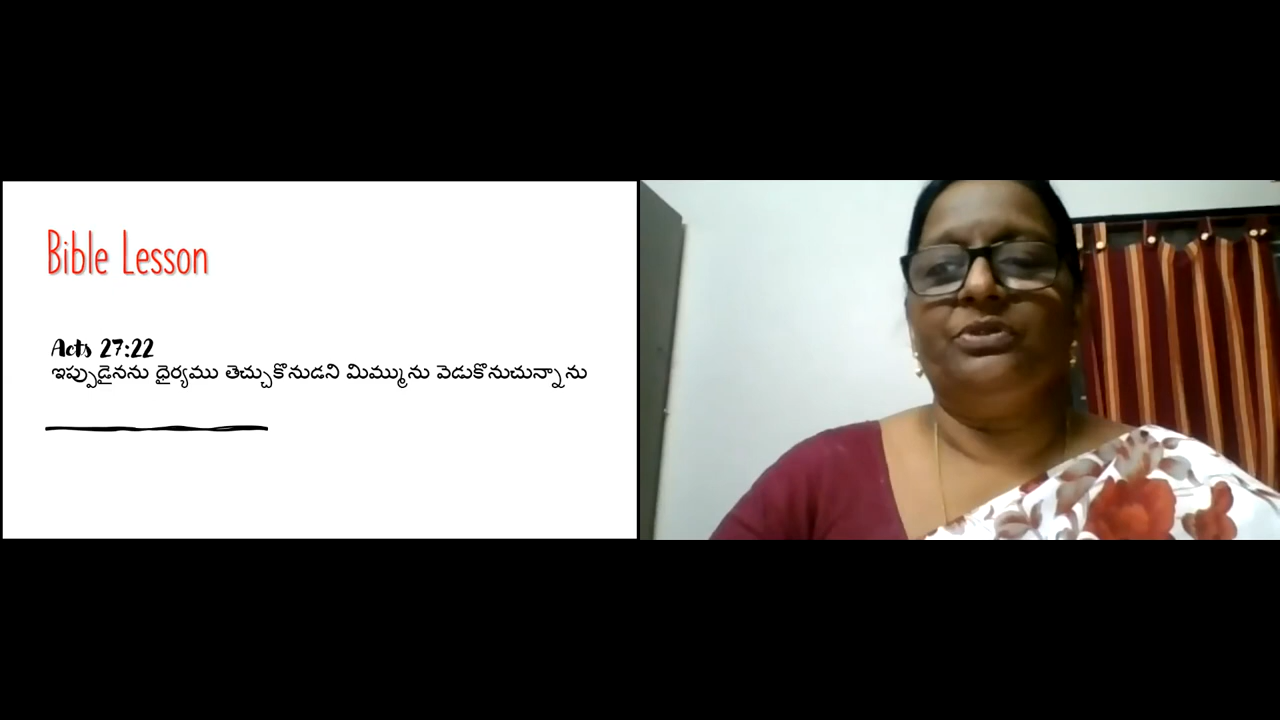 Bible Lesson
Acts 27:22
ఇప్పుడైనను ధైర్యము తెచ్చుకొనుడని మిమ్మును వెడుకొనుచున్నాను